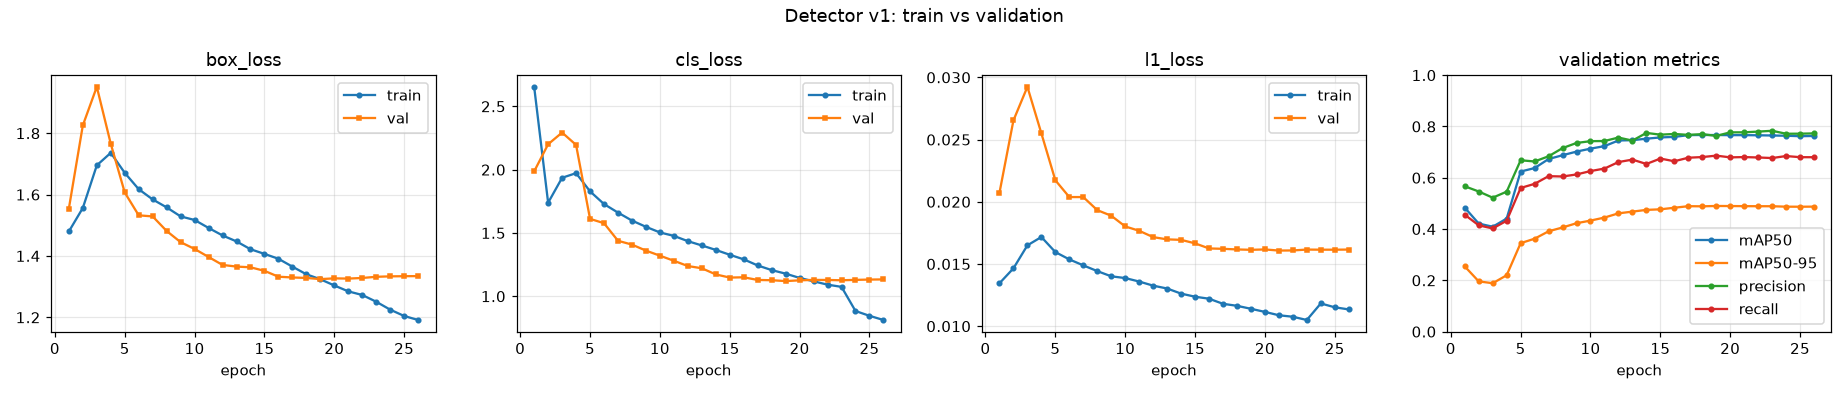 Detector v1: train vs validation
box_loss
train
val
1.8
1.6
1.4
1.2
0 5 10 15 20 25
epoch
cls_loss
train
val
2.5
2.0
1.5
1.0
0 5 10 15 20 25
epoch
l1_loss
train
val
0.030
0.025
0.020
0.015
0.010
0 5 10 15 20 25
epoch
validation metrics
1.0
0.8
0.6
0.4
0.2
0.0
mAP50
mAP50-95
precision
recall
0 5 10 15 20 25
epoch